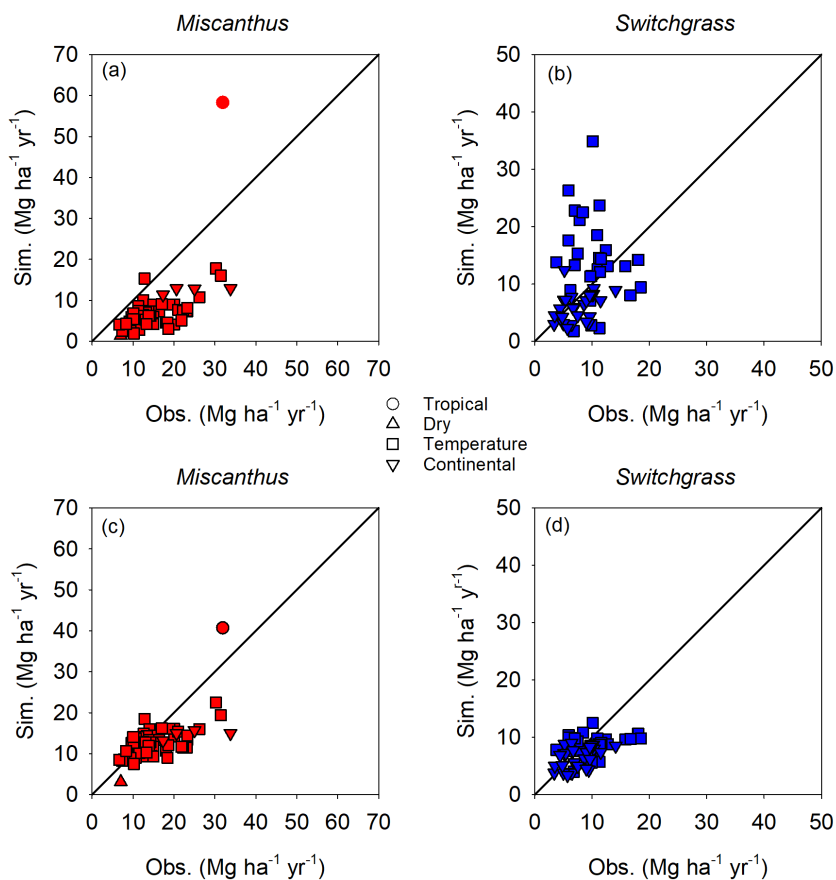 Miscanthus
Switchgrass
(a)
70
60
50
40
30
20
10
0
Sim. (Mg ha⁻¹ yr⁻¹)
0 10 20 30 40 50 60 70
Obs. (Mg ha⁻¹ yr⁻¹)
(b)
50
40
30
20
10
0
Sim. (Mg ha⁻¹ yr⁻¹)
0 10 20 30 40 50
Obs. (Mg ha⁻¹ yr⁻¹)
Tropical
Dry
Temperature
Continental
Miscanthus
Switchgrass
(c)
70
60
50
40
30
20
10
0
Sim. (Mg ha⁻¹ yr⁻¹)
0 10 20 30 40 50 60 70
Obs. (Mg ha⁻¹ yr⁻¹)
(d)
50
40
30
20
10
0
Sim. (Mg ha⁻¹ yʳ⁻¹)
0 10 20 30 40 50
Obs. (Mg ha⁻¹ yr⁻¹)